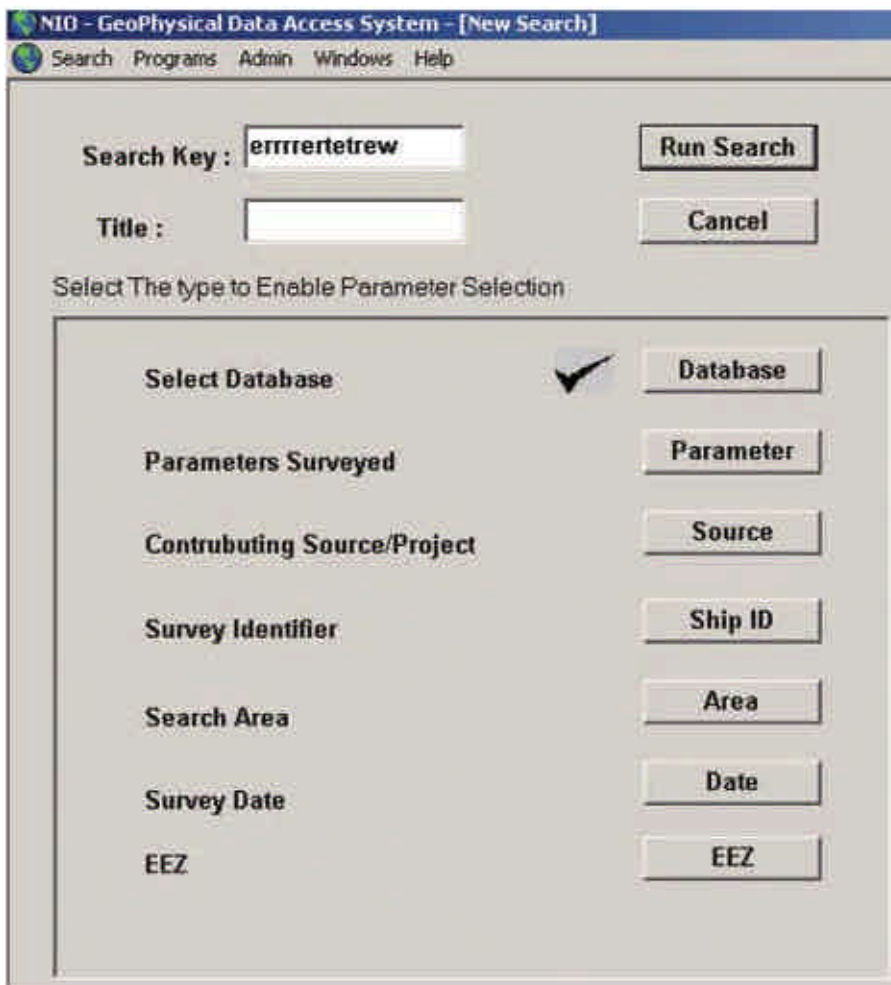 NIO - GeoPhysical Data Access System - [New Search]
Search Programs Admin Windows Help
Search Key : errrrertetrew Run Search
Title : Cancel
Select The type to Enable Parameter Selection
Select Database Database
Parameters Surveyed Parameter
Contrubuting Source/Project Source
Survey Identifier Ship ID
Search Area Area
Survey Date Date
EEZ EEZ